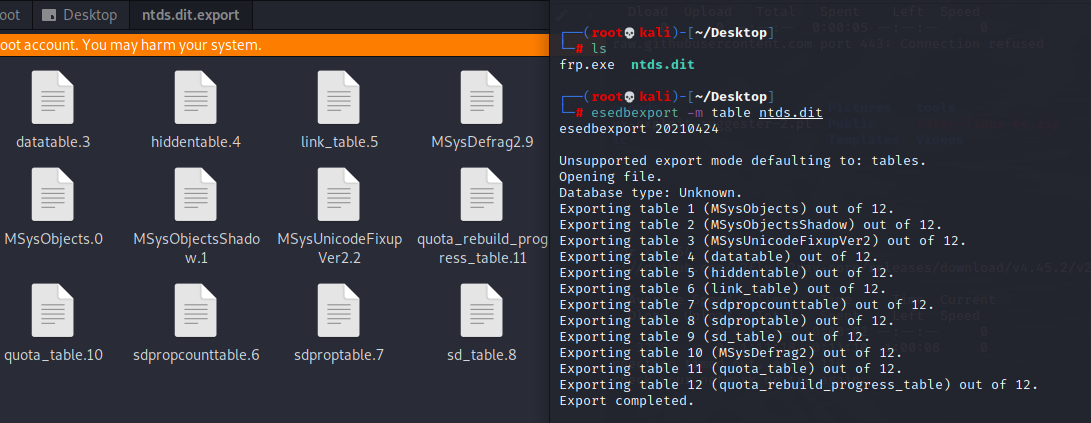 oot
Desktop
ntds.dit.export
oot account. You may harm your system.
datatable.3
hiddentable.4
link_table.5
MSysDefrag2.9
MSysObjects.0
MSysObjectsShado
w.1
MSysUnicodeFixup
Ver2.2
quota_rebuild_prog
ress_table.11
quota_table.10
sdpropcounttable.6
sdproptable.7
sd_table.8
(root💀kali)-[~/Desktop]
# ls
frp.exe ntds.dit
(root💀kali)-[~/Desktop]
# esedbexport -m table ntds.dit
esedbexport 20210424
Unsupported export mode defaulting to: tables.
Opening file.
Database type: Unknown.
Exporting table 1 (MSysObjects) out of 12.
Exporting table 2 (MSysObjectsShadow) out of 12.
Exporting table 3 (MSysUnicodeFixupVer2) out of 12.
Exporting table 4 (datatable) out of 12.
Exporting table 5 (hiddentable) out of 12.
Exporting table 6 (link_table) out of 12.
Exporting table 7 (sdpropcounttable) out of 12.
Exporting table 8 (sdproptable) out of 12.
Exporting table 9 (sd_table) out of 12.
Exporting table 10 (MSysDefrag2) out of 12.
Exporting table 11 (quota_table) out of 12.
Exporting table 12 (quota_rebuild_progress_table) out of 12.
Export completed.